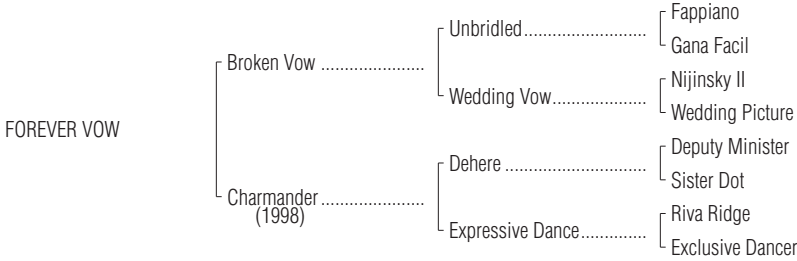 Fappiano
Unbridled..........................
Gana Facil
Broken Vow ......................
Nijinsky II
Wedding Vow....................
Wedding Picture
FOREVER VOW
Deputy Minister
Dehere ..............................
Sister Dot
Charmander......................
(1998)
Riva Ridge
Expressive Dance..............
Exclusive Dancer